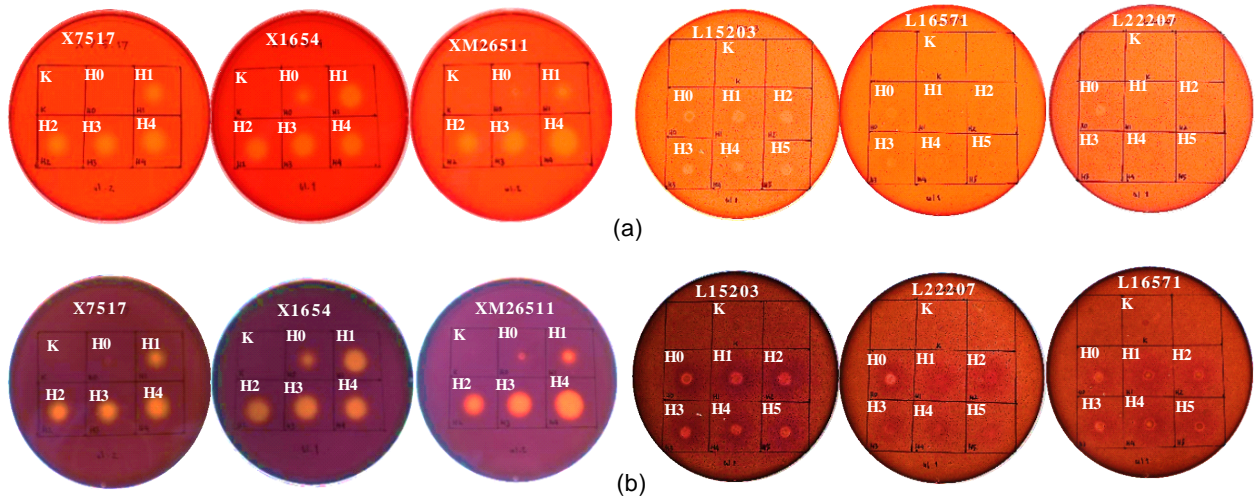 X7517
K H0 H1
H2 H3 H4
X1654
K H0 H1
H2 H3 H4
XM26511
K H0 H1
H2 H3 H4
L15203
K
H0 H1 H2
H3 H4 H5
L16571
K
H0 H1 H2
H3 H4 H5
L22207
K
H0 H1 H2
H3 H4 H5
(a)
X7517
K H0 H1
H2 H3 H4
X1654
K H0 H1
H2 H3 H4
XM26511
K H0 H1
H2 H3 H4
L15203
K
H0 H1 H2
H3 H4 H5
L22207
K
H0 H1 H2
H3 H4 H5
L16571
K
H0 H1 H2
H3 H4 H5
(b)